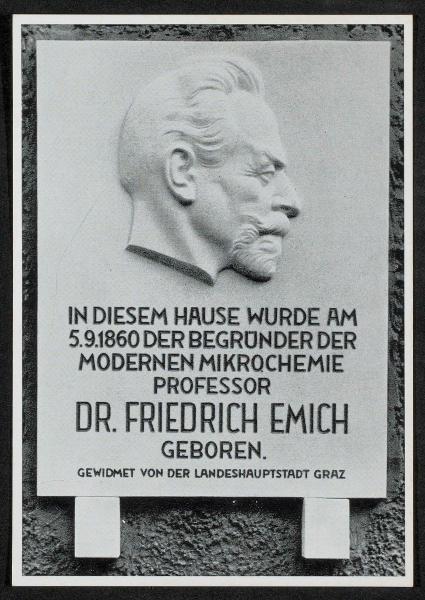 IN DIESEM HAUSE WURDE AM
5.9.1860 DER BEGRÜNDER DER
MODERNEN MIKROCHEMIE
PROFESSOR
DR. FRIEDRICH EMICH
GEBOREN.
GEWIDMET VON DER LANDESHAUPTSTADT GRAZ